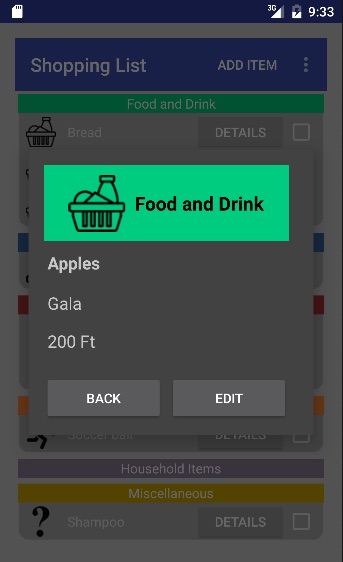 3G 9:33
Shopping List ADD ITEM
Food and Drink
Bread DETAILS
Food and Drink
Apples
Gala
200 Ft
BACK EDIT
Soccer ball DETAILS
Household Items
Miscellaneous
? Shampoo DETAILS